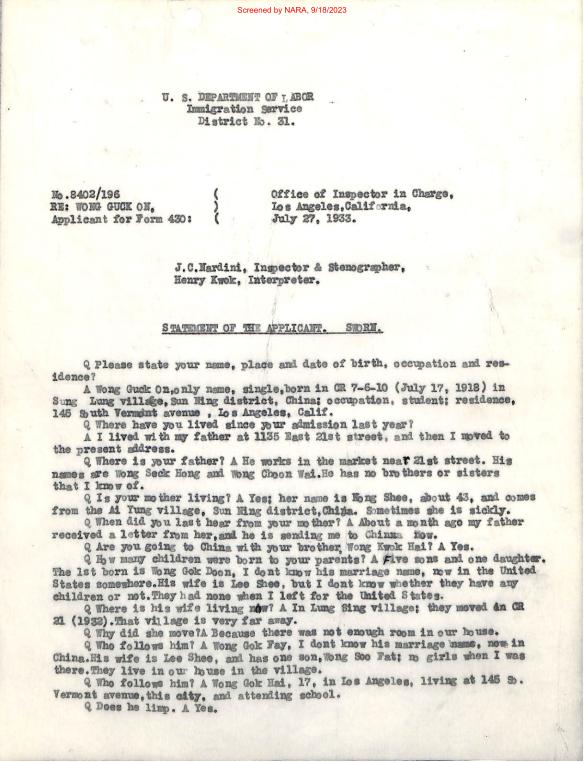 Screened by NARA, 9/18/2023
U. S. DEPARTMENT OF LABOR
Immigration Service
District No. 31.
No.8402/196 ( Office of Inspector in Charge,
RE: WONG GUCK ON, ) Los Angeles,California,
Applicant for Form 430: ( July 27, 1933.
J.C.Nardini, Inspector & Stenographer,
Henry Kwok, Interpreter.
STATEMENT OF THE APPLICANT. SWORN.
Q Please state your name, place and date of birth, occupation and res-
idence?
A Wong Guck On,only name, single,born in CR 7-6-10 (July 17, 1918) in
Sung Lung village,Sun Ning district, China; occupation, student; residence,
145 South Vermont avenue , Los Angeles, Calif.
Q Where have you lived since your admission last year?
A I lived with my father at 1135 East 21st street, and then I moved to
the present address.
Q Where is your father? A He works in the market near 21st street. His
names are Wong Seck Hong and Wong Choon Wai.He has no brothers or sisters
that I know of.
Q Is your mother living? A Yes; her name is Hong Shee, about 43, and comes
from the Ai Yung village, Sun Ning district,China. Sometimes she is sickly.
Q When did you last hear from your mother? A About a month ago my father
received a letter from her,and he is sending me to China now.
Q Are you going to China with your brother, Wong Kwok Hai? A Yes.
Q How many children were born to your parents? A Five sons and one daughter.
The 1st born is Wong Gok Doon, I dont know his marriage name, now in the United
States somewhere.His wife is Lee Shee, but I dont know whether they have any
children or not.They had none when I left for the United States.
Q Where is his wife living now? A In Lung Sing village; they moved in CR
21 (1932).That village is very far away.
Q Why did she move?A Because there was not enough room in our house.
Q Who follows him? A Wong Gok Fay, I dont know his marriage name, now in
China.His wife is Lee Shee, and has one son,Wong Soo Fat; no girls when I was
there.They live in our house in the village.
Q Who follows him? A Wong Gok Hai, 17, in Los Angeles, living at 145 So.
Vermont avenue,this city, and attending school.
Q Does he limp. A Yes.